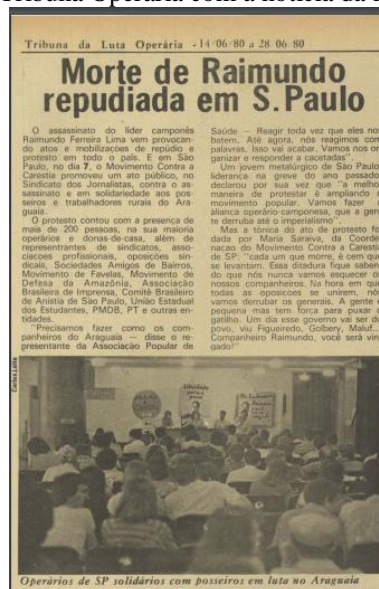 Tribuna da Luta Operária - 14/06/80 a 28/06/80
Morte de Raimundo
repudiada em S. Paulo
O assassinato do líder camponês
Raimundo Ferreira Lima vem provocan-
do atos e mobilizações de repúdio e
protesto em todo o país. E em São
Paulo, no dia 7, o Movimento Contra a
Carestia promoveu um ato público, no
Sindicato dos Jornalistas, contra o as-
sassinato e em solidariedade aos pos-
seiros e trabalhadores rurais do Ara-
guaia.
O protesto contou com a presença de
mais de 200 pessoas, na sua maioria
operários e donas-de-casa, além de
representantes de sindicatos, asso-
ciacoes profissionais, oposições sin-
dicais, Sociedades Amigos de Bairros,
Movimento de Favelas, Movimento de
Defesa da Amazônia, Associação
Brasileira de Imprensa, Comitê Brasileiro
de Anistia de São Paulo, União Estadual
dos Estudantes, PMDB, PT e outras en-
tidades.
"Precisamos fazer como os com-
panheiros do Araguaia — disse o re-
presentante da Associação Popular de
Saúde — Reagir toda vez que eles nos
batem. Até agora, nós reagimos com
palavras. Isso vai acabar. Vamos nos or
ganizar e responder a cacetadas".
Um jovem metalúrgico de São Paulo
liderança na greve do ano passado
declarou por sua vez que "a melhor
maneira de protestar é ampliando o
movimento popular. Vamos fazer a
aliança operário-camponesa, que a gen
te derruba até o imperialismo".
Mas a tônica do ato de protesto foi
dada por Maria Saraiva, da Coorde
nacao do Movimento Contra a Carestia
de SP: "cada um que morre, é cem que
se levantam. Essa ditadura fique saben
do que nós nunca vamos esquecer os
nossos companheiros. Na hora em que
todas as oposicoes se unirem, nós
vamos derrubar os generais. A gente é
pequena mas tem forca para puxar o
gatilho. Um dia esse governo vai ser do
povo, viu Figueiredo, Golbery, Maluf...
Companheiro Raimundo, você será vin
gado!"
Operários de SP solidários com posseiros em luta no Araguaia